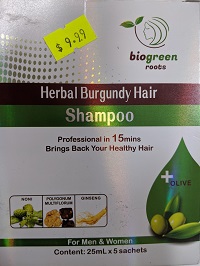 $9.29
biogreen
roots
Herbal Burgundy Hair
Shampoo
Professional in 15mins
Brings Back Your Healthy Hair
+OLIVE
NONI
POLYGONUM
MULTIFLORUM
GINSENG
For Men & Women
Content: 25mL x 5 sachets